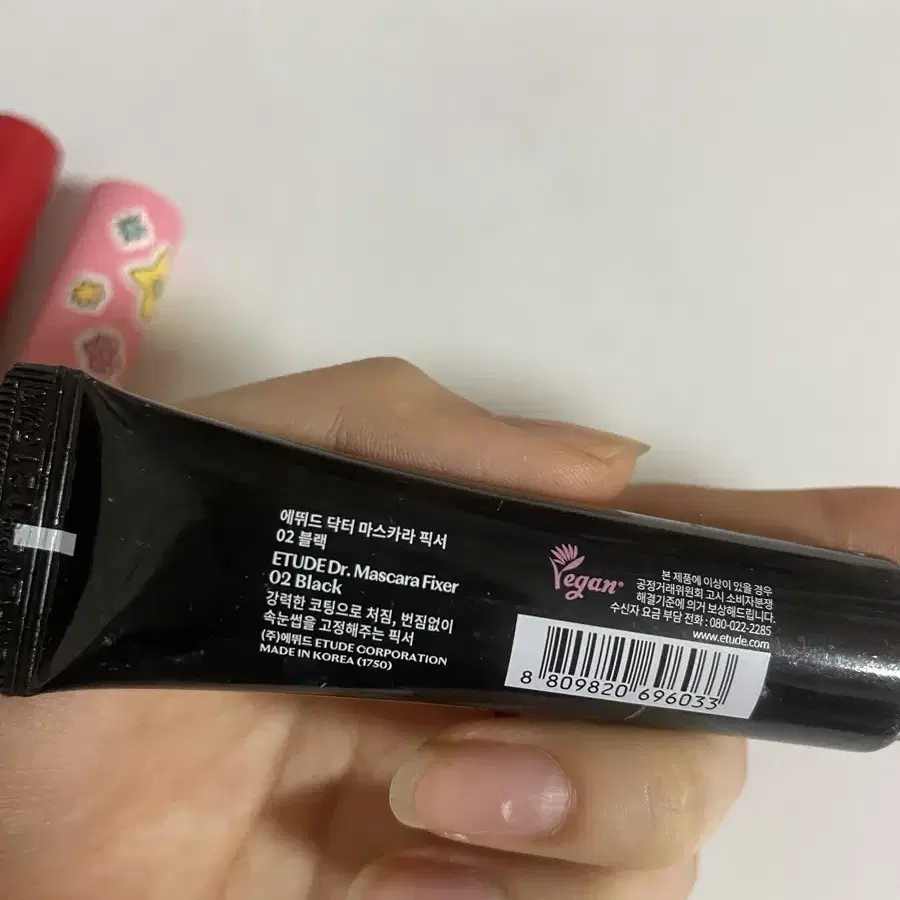 에뛰드 닥터 마스카라 픽서
02 블랙
ETUDE Dr. Mascara Fixer
02 Black
강력한 코팅으로 처짐, 번짐없이
속눈썹을 고정해주는 픽서
(주)에뛰드 ETUDE CORPORATION
MADE IN KOREA (1750)
Vegan
본 제품에 이상이 있을 경우
공정거래위원회 고시 소비자분쟁
해결기준에 의거 보상해드립니다.
수신자 요금 부담 전화 : 080-022-2285
www.etude.com
8 809820 696033